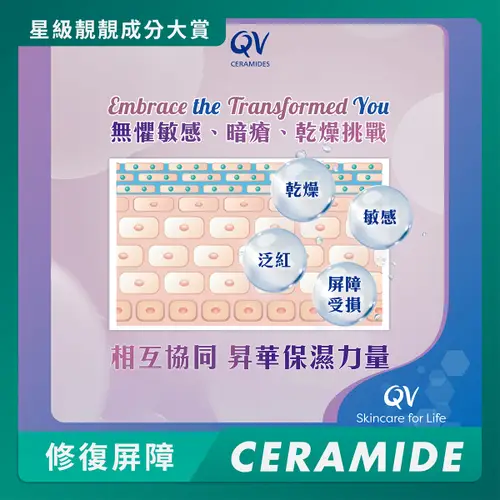 星級靚靚成分大賞
QV
CERAMIDES
Embrace the Transformed You
無懼敏感、暗瘡、乾燥挑戰
乾燥
敏感
泛紅
屏障
受損
相互協同 昇華保濕力量
QV
Skincare for Life
修復屏障
CERAMIDE